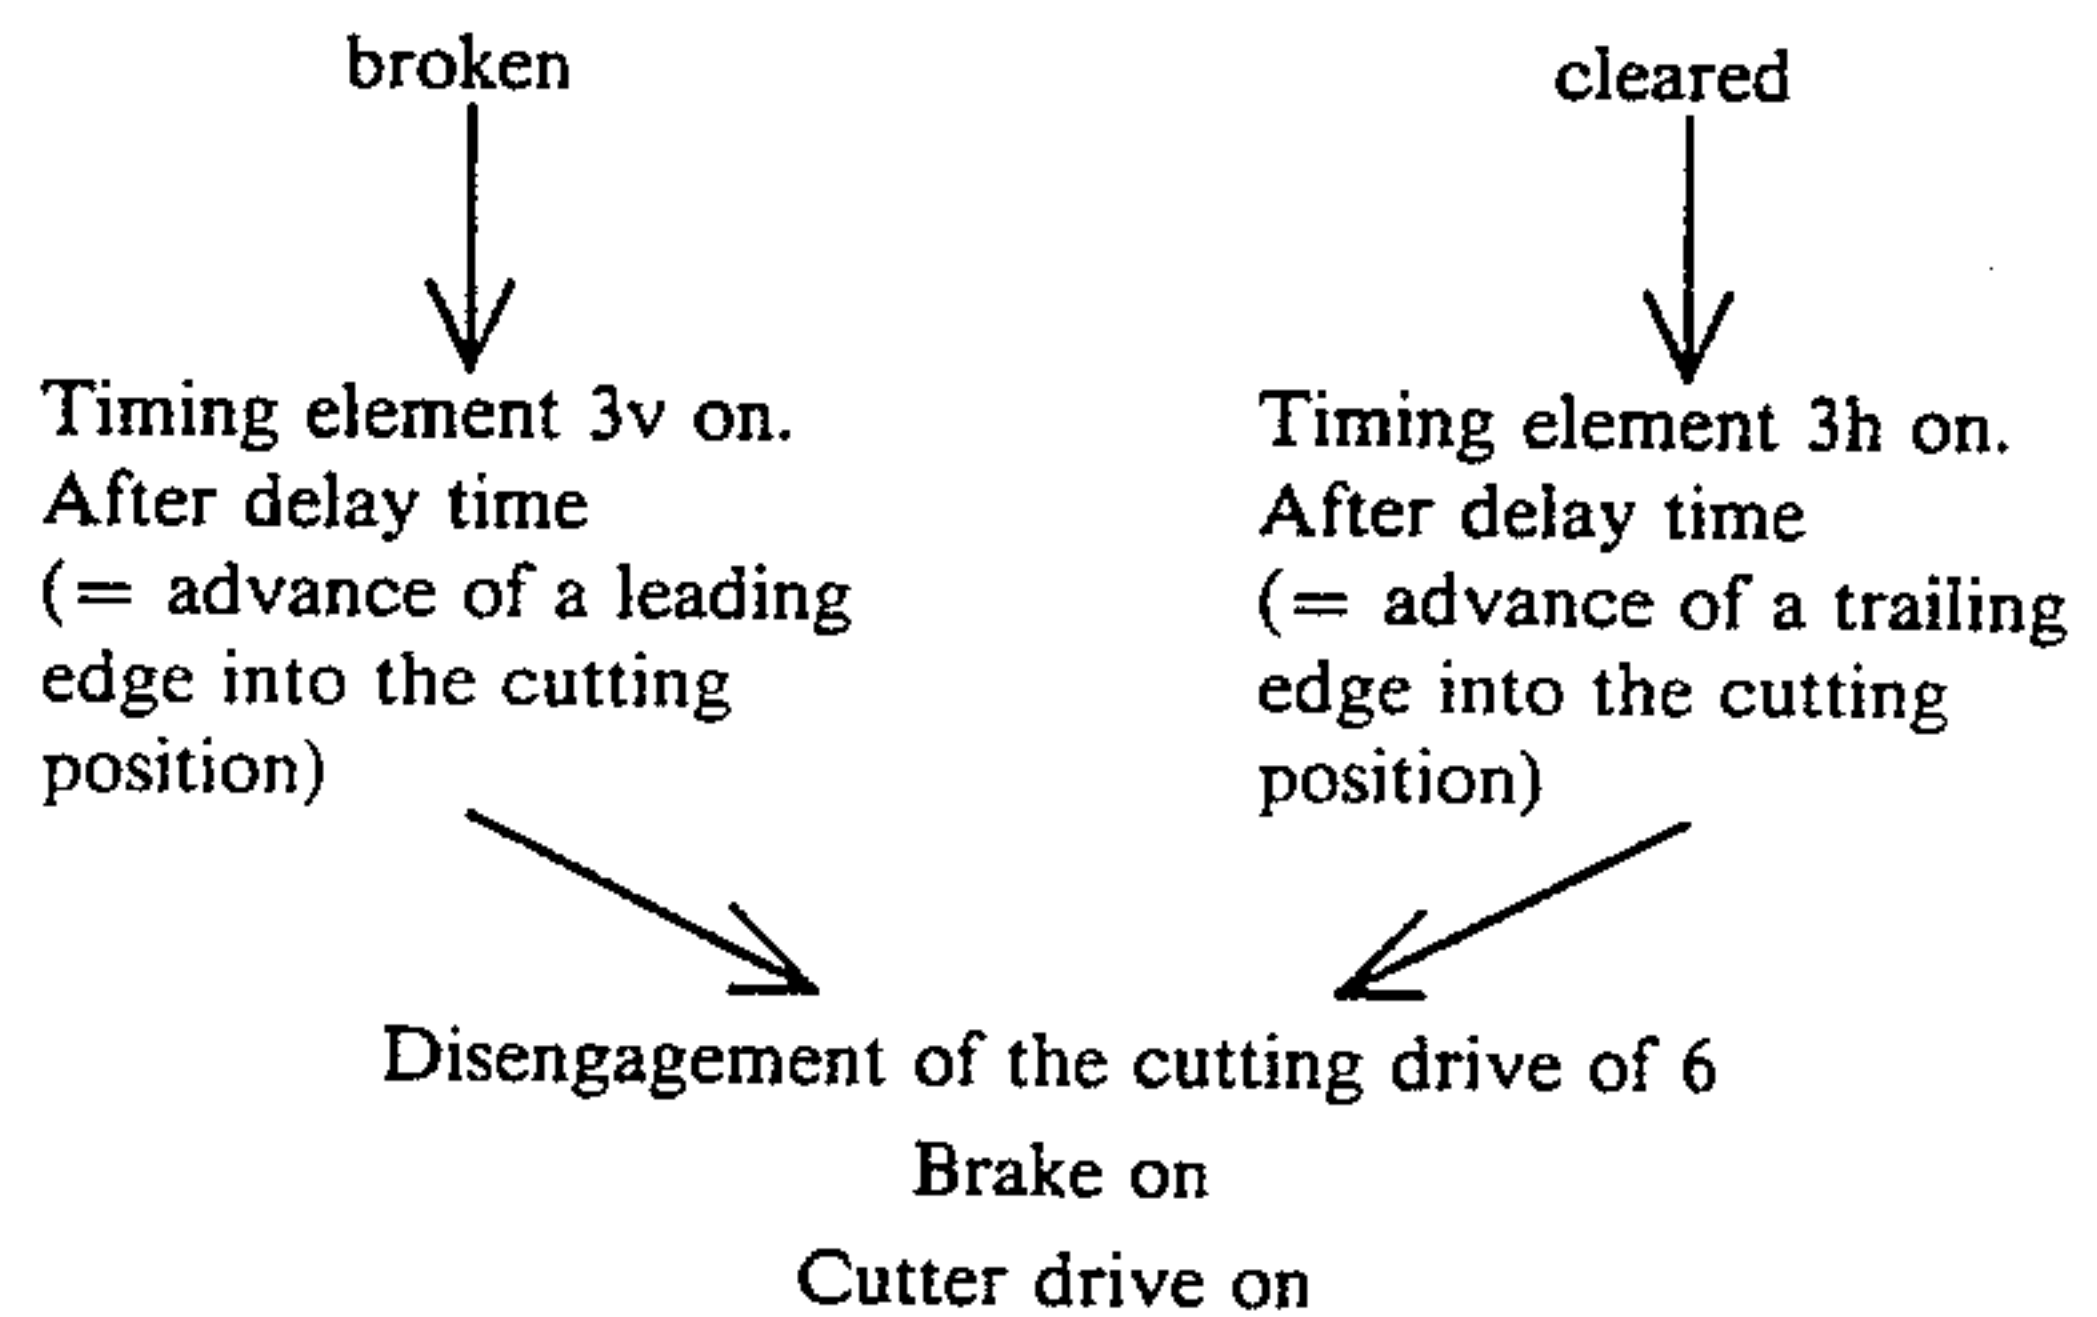 broken
cleared
Timing element 3v on.
After delay time
(= advance of a leading
edge into the cutting
position)
Timing element 3h on.
After delay time
(= advance of a trailing
edge into the cutting
position)
Disengagement of the cutting drive of 6
Brake on
Cutter drive on